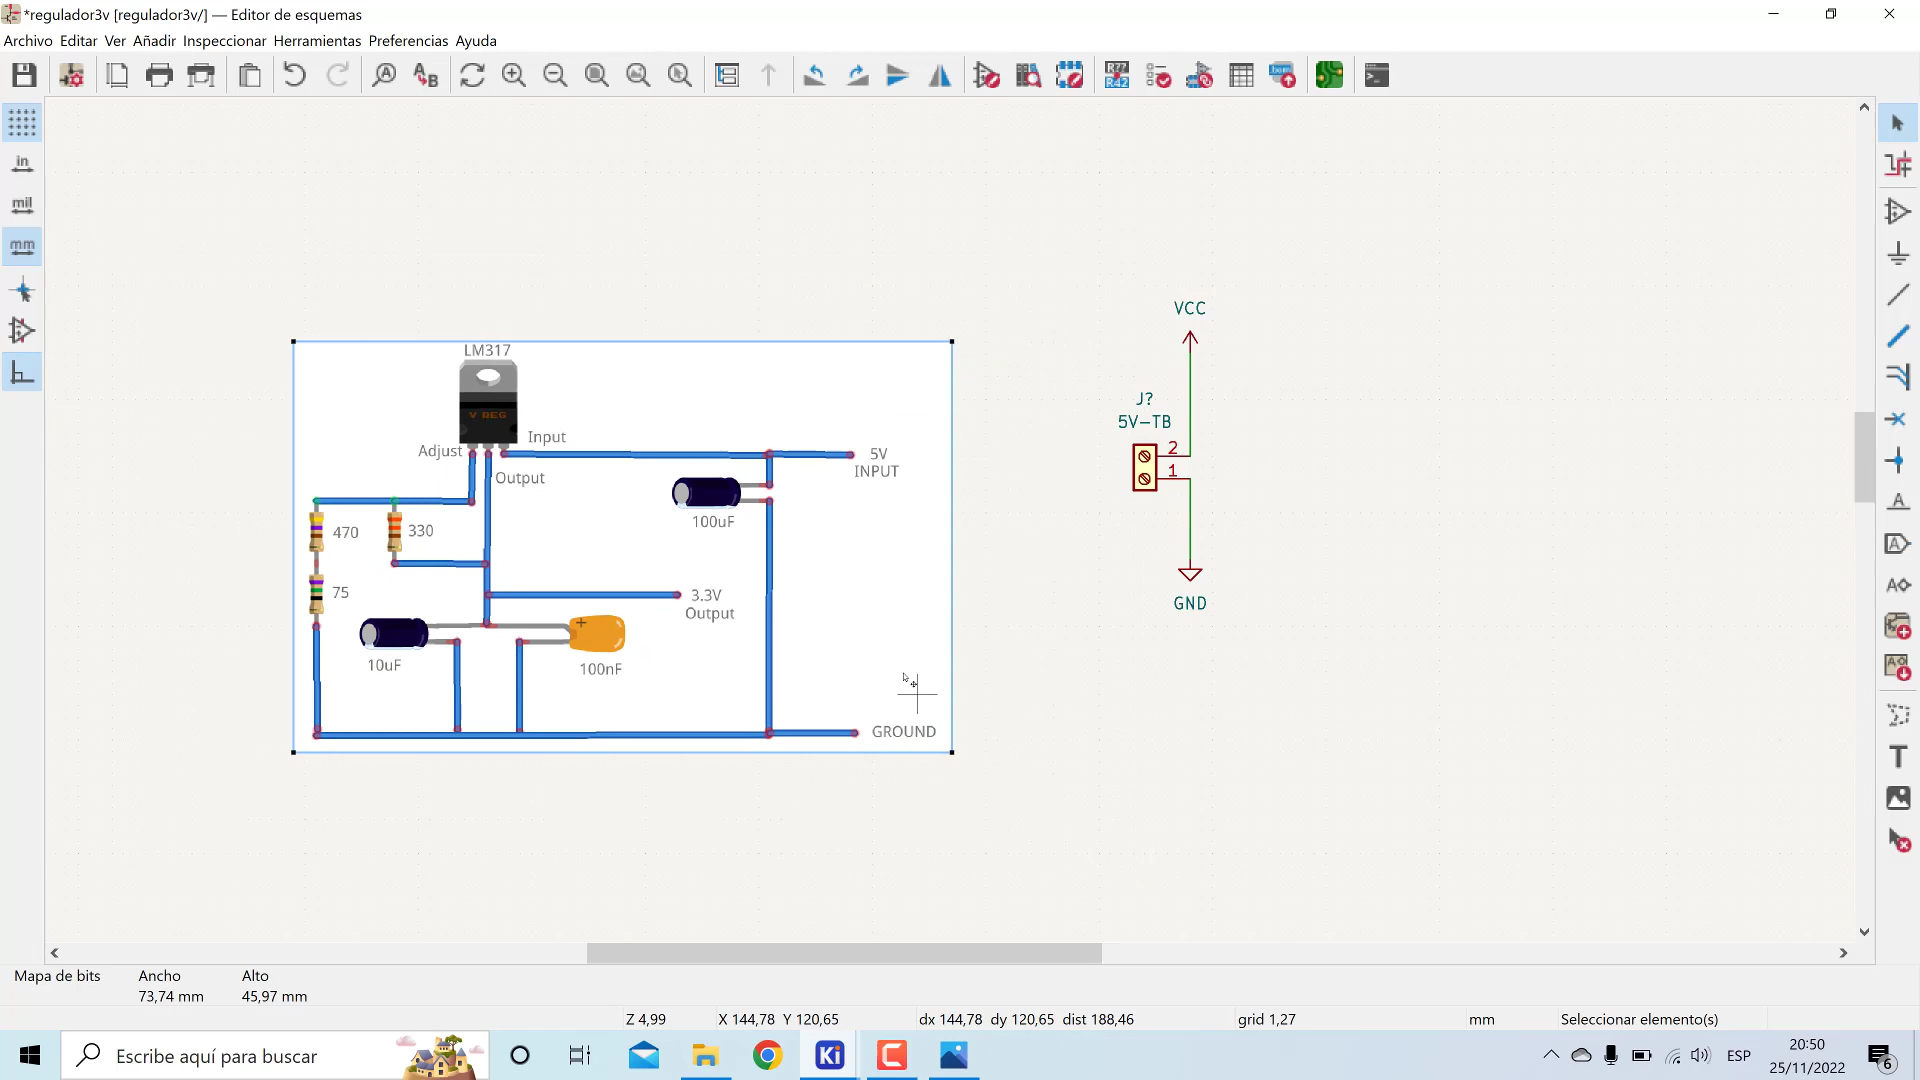 *regulador3v [regulador3v/] — Editor de esquemas
Archivo Editar Ver Añadir Inspeccionar Herramientas Preferencias Ayuda
in
mil
mm
LM317
V REG
Input
Adjust
Output
5V
INPUT
100uF
470
330
75
3.3V
Output
10uF
100nF
GROUND
VCC
J?
5V-TB
2
1
GND
Mapa de bits
Ancho
73,74 mm
Alto
45,97 mm
Z 4,99
X 144,78 Y 120,65
dx 144,78 dy 120,65 dist 188,46
grid 1,27
mm
Seleccionar elemento(s)
Escribe aquí para buscar
Ki
ESP
20:50
25/11/2022
6